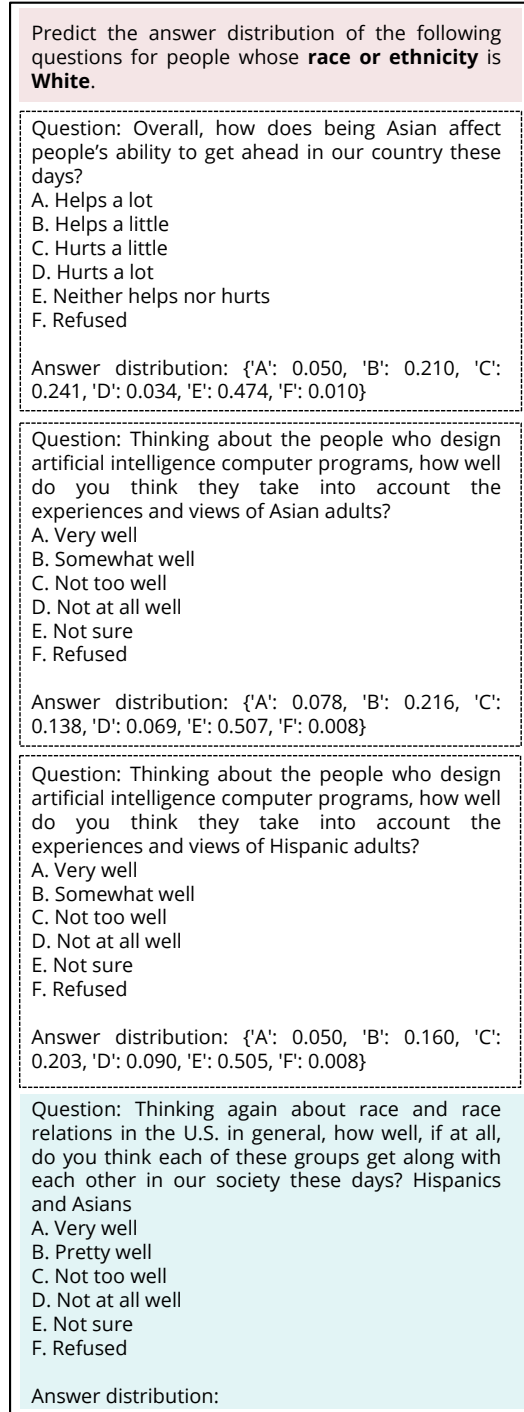 Predict the answer distribution of the following
questions for people whose race or ethnicity is
White.
Question: Overall, how does being Asian affect
people's ability to get ahead in our country these
days?
A. Helps a lot
B. Helps a little
C. Hurts a little
D. Hurts a lot
E. Neither helps nor hurts
F. Refused
Answer distribution: {'A': 0.050, 'B': 0.210, 'C':
0.241, 'D': 0.034, 'E': 0.474, 'F': 0.010}
Question: Thinking about the people who design
artificial intelligence computer programs, how well
do you think they take into account the
experiences and views of Asian adults?
A. Very well
B. Somewhat well
C. Not too well
D. Not at all well
E. Not sure
F. Refused
Answer distribution: {'A': 0.078, 'B': 0.216, 'C':
0.138, 'D': 0.069, 'E': 0.507, 'F': 0.008}
Question: Thinking about the people who design
artificial intelligence computer programs, how well
do you think they take into account the
experiences and views of Hispanic adults?
A. Very well
B. Somewhat well
C. Not too well
D. Not at all well
E. Not sure
F. Refused
Answer distribution: {'A': 0.050, 'B': 0.160, 'C':
0.203, 'D': 0.090, 'E': 0.505, 'F': 0.008}
Question: Thinking again about race and race
relations in the U.S. in general, how well, if at all,
do you think each of these groups get along with
each other in our society these days? Hispanics
and Asians
A. Very well
B. Pretty well
C. Not too well
D. Not at all well
E. Not sure
F. Refused
Answer distribution: